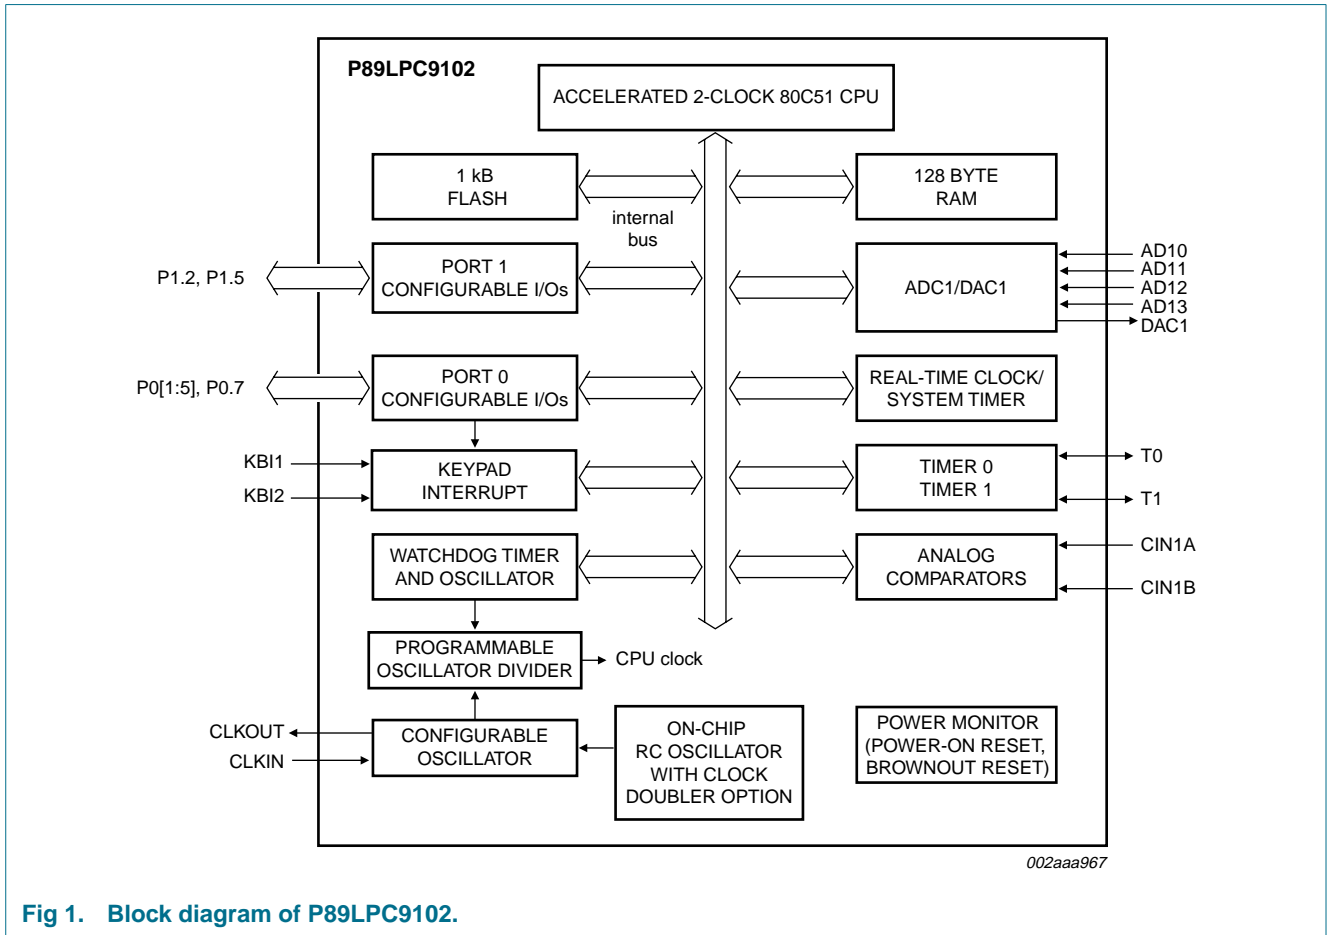 P89LPC9102
ACCELERATED 2-CLOCK 80C51 CPU
1 kB
FLASH
128 BYTE
RAM
internal
bus
P1.2, P1.5
PORT 1
CONFIGURABLE I/Os
ADC1/DAC1
AD10
AD11
AD12
AD13
DAC1
P0[1:5], P0.7
PORT 0
CONFIGURABLE I/Os
REAL-TIME CLOCK/
SYSTEM TIMER
KBI1
KBI2
KEYPAD
INTERRUPT
TIMER 0
TIMER 1
T0
T1
WATCHDOG TIMER
AND OSCILLATOR
ANALOG
COMPARATORS
CIN1A
CIN1B
PROGRAMMABLE
OSCILLATOR DIVIDER
CPU clock
CLKOUT
CLKIN
CONFIGURABLE
OSCILLATOR
ON-CHIP
RC OSCILLATOR
WITH CLOCK
DOUBLER OPTION
POWER MONITOR
(POWER-ON RESET,
BROWNOUT RESET)
002aaa967
Fig 1. Block diagram of P89LPC9102.